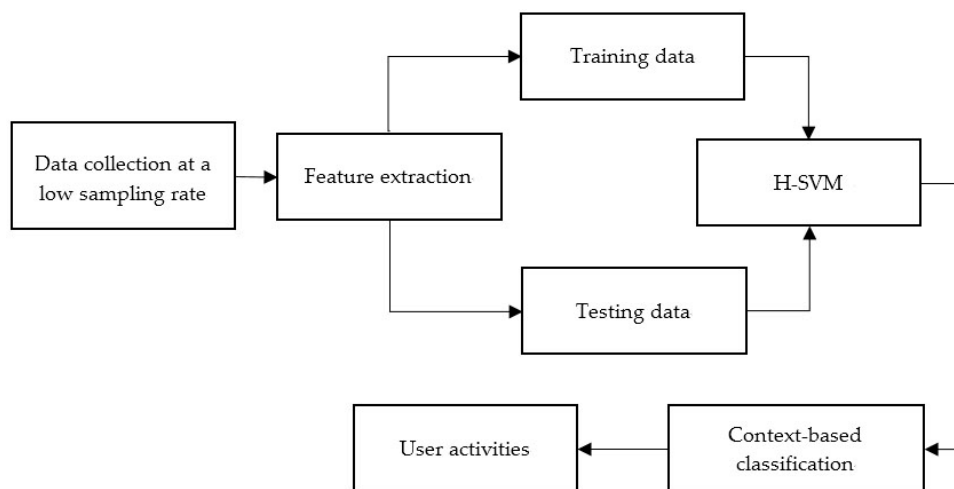 Training data
Data collection at a
low sampling rate
Feature extraction
H-SVM
Testing data
User activities
Context-based
classification